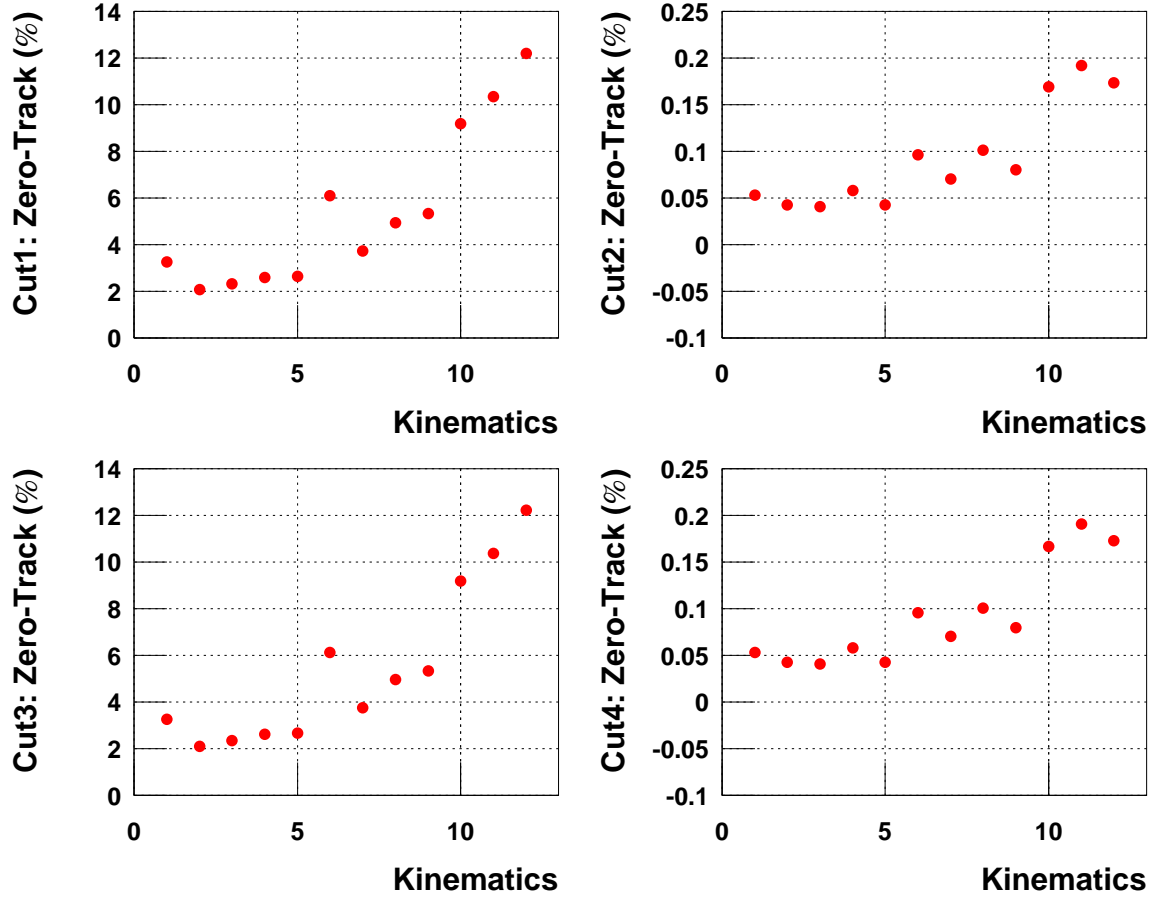 Cut1: Zero-Track (%)
14
12
10
8
6
4
2
0
0 5 10
Kinematics
Cut2: Zero-Track (%)
0.25
0.2
0.15
0.1
0.05
0
-0.05
-0.1
0 5 10
Kinematics
Cut3: Zero-Track (%)
14
12
10
8
6
4
2
0
0 5 10
Kinematics
Cut4: Zero-Track (%)
0.25
0.2
0.15
0.1
0.05
0
-0.05
-0.1
0 5 10
Kinematics